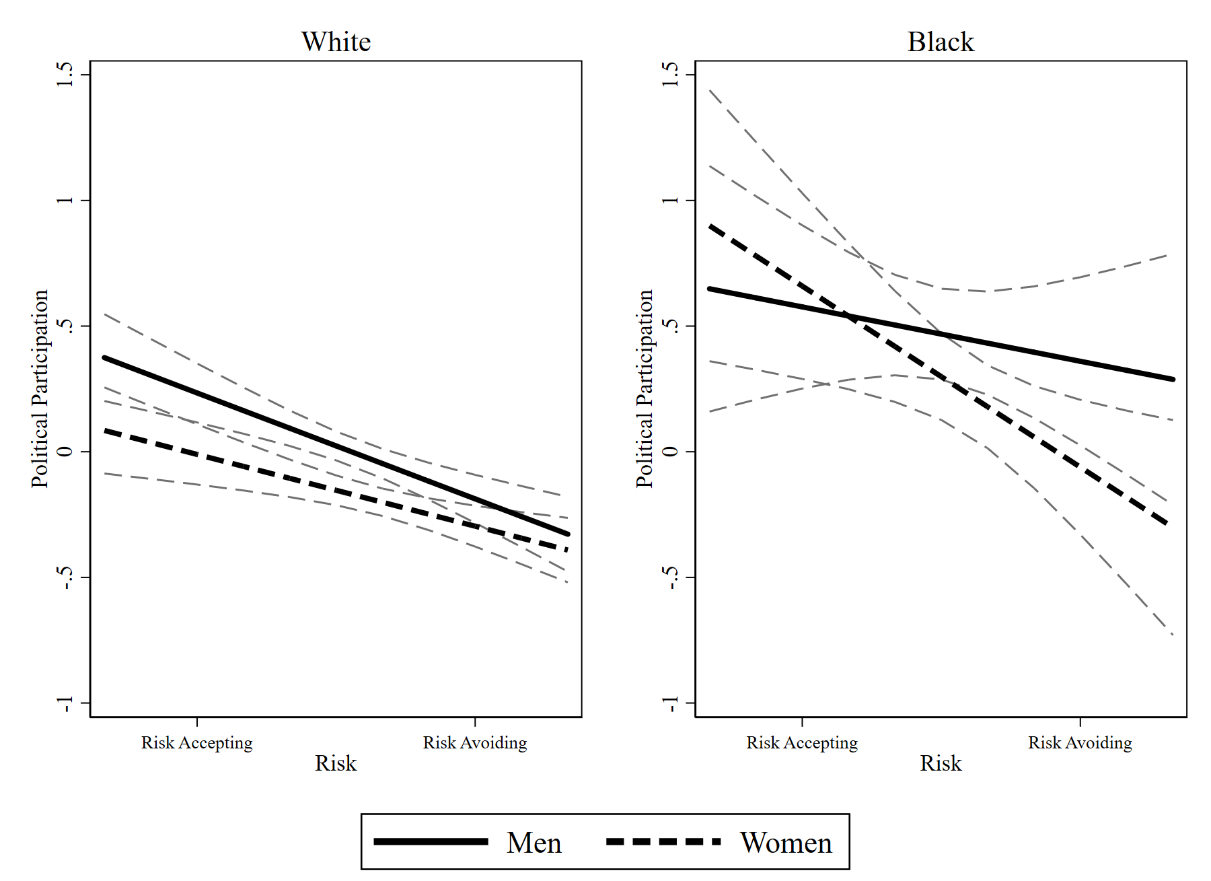 White
Black
Political Participation
1.5
1
.5
0
-.5
-1
Risk Accepting
Risk Avoiding
Risk
Political Participation
1.5
1
.5
0
-.5
-1
Risk Accepting
Risk Avoiding
Risk
Men
Women